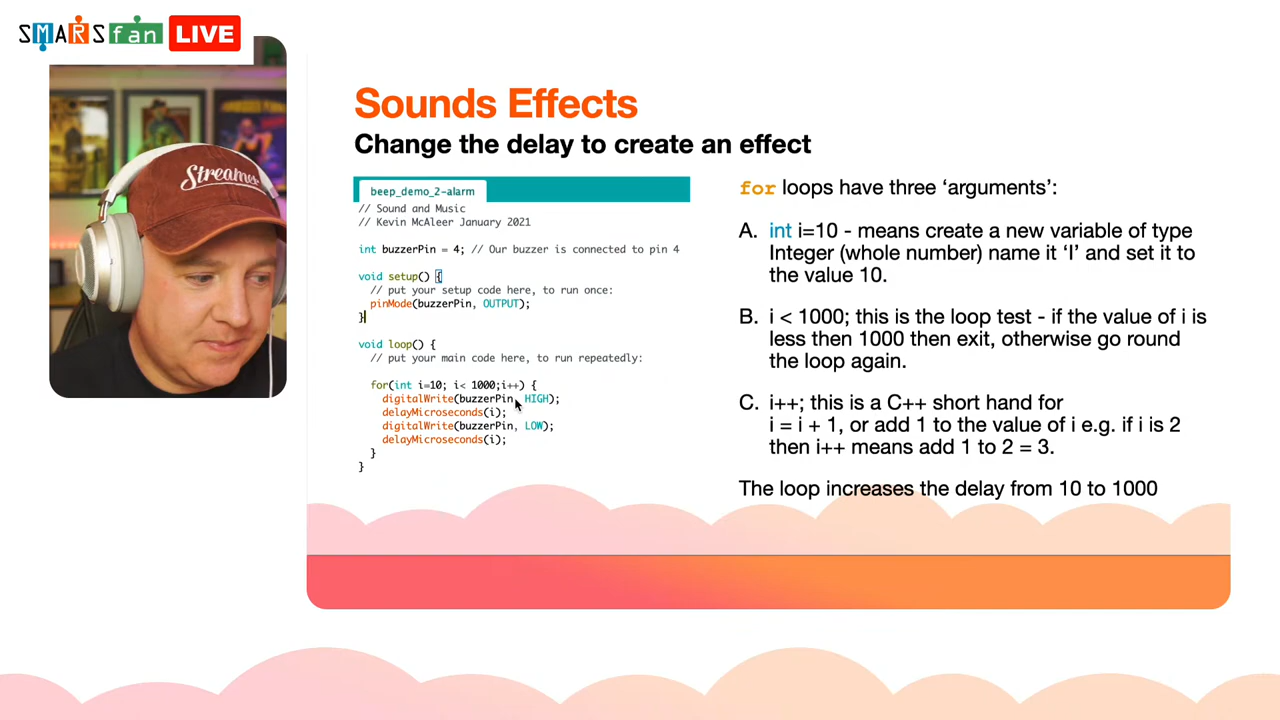 SMARSfan LIVE
Streamer
Sounds Effects
Change the delay to create an effect
beep_demo_2-alarm
// Sound and Music
// Kevin McAleer January 2021
int buzzerPin = 4; // Our buzzer is connected to pin 4
void setup() {
// put your setup code here, to run once:
pinMode(buzzerPin, OUTPUT);
}
void loop() {
// put your main code here, to run repeatedly:
for(int i=10; i< 1000;i++) {
digitalWrite(buzzerPin, HIGH);
delayMicroseconds(i);
digitalWrite(buzzerPin, LOW);
delayMicroseconds(i);
}
}
for loops have three ‘arguments’:
A. int i=10 - means create a new variable of type
Integer (whole number) name it ‘I’ and set it to
the value 10.
B. i < 1000; this is the loop test - if the value of i is
less then 1000 then exit, otherwise go round
the loop again.
C. i++; this is a C++ short hand for
i = i + 1, or add 1 to the value of i e.g. if i is 2
then i++ means add 1 to 2 = 3.
The loop increases the delay from 10 to 1000